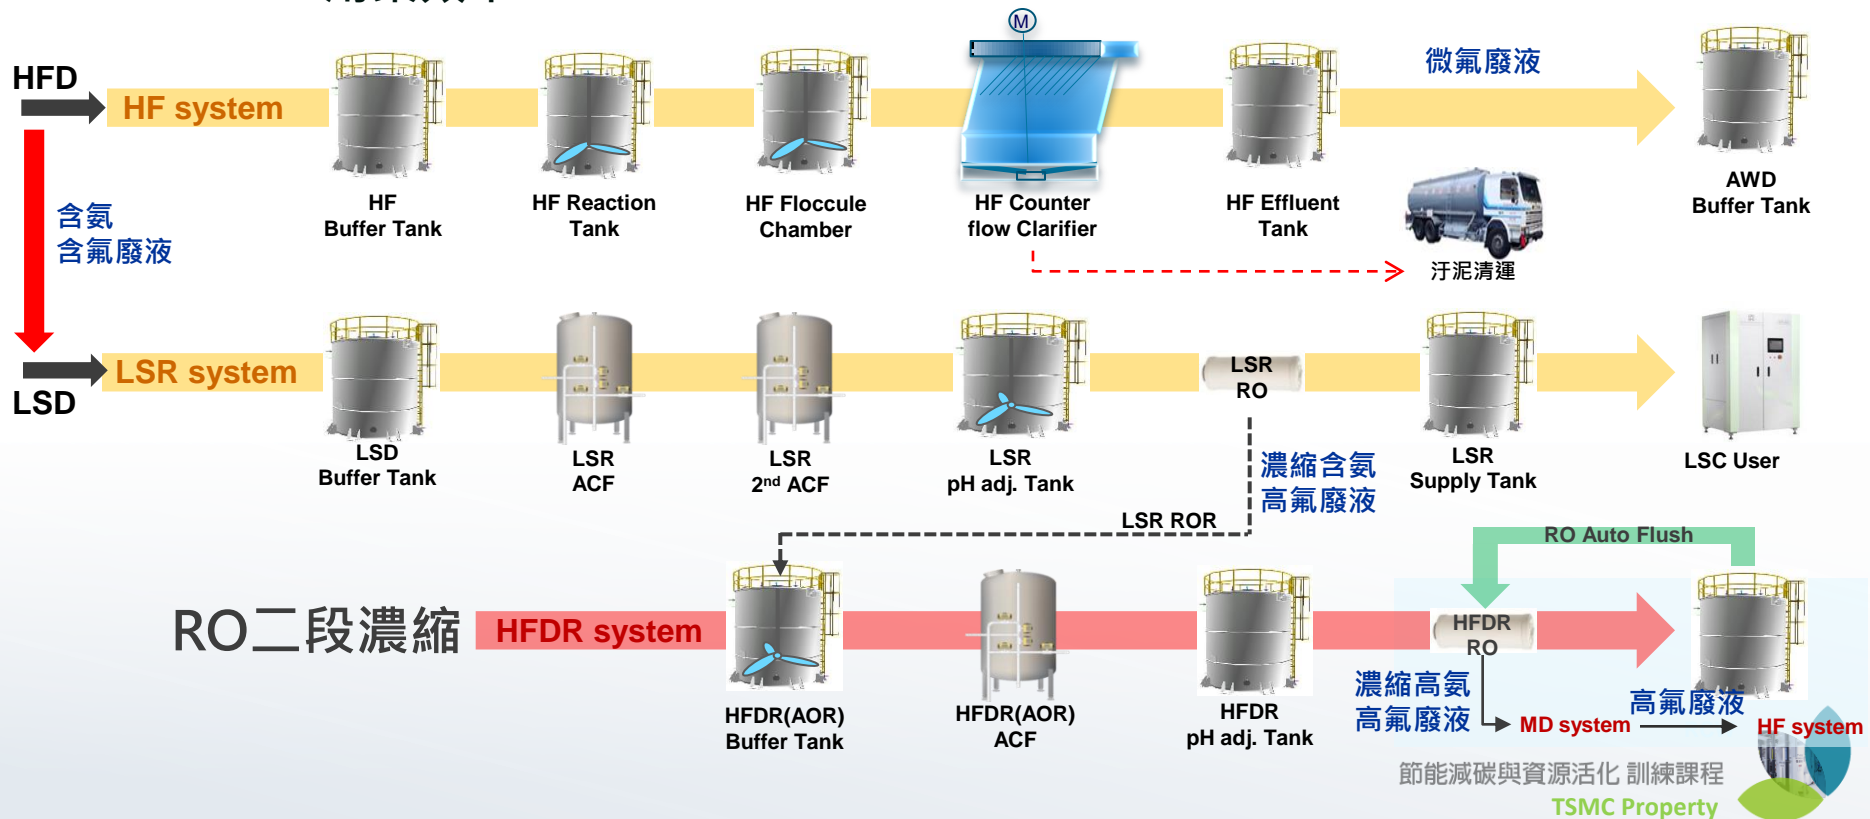 M
HFD
HF system
微氟廢液
HF
Buffer Tank
HF Reaction
Tank
HF Floccule
Chamber
HF Counter
flow Clarifier
HF Effluent
Tank
AWD
Buffer Tank
含氨
含氟廢液
汙泥清運
LSR system
LSD
LSR
RO
LSD
Buffer Tank
LSR
ACF
LSR
2nd ACF
LSR
pH adj. Tank
濃縮含氨
高氟廢液
LSR
Supply Tank
LSC User
LSR ROR
RO Auto Flush
RO二段濃縮
HFDR system
HFDR
RO
HFDR(AOR)
Buffer Tank
HFDR(AOR)
ACF
HFDR
pH adj. Tank
濃縮高氨
高氟廢液
MD system
高氟廢液
HF system
節能減碳與資源活化 訓練課程
TSMC Property